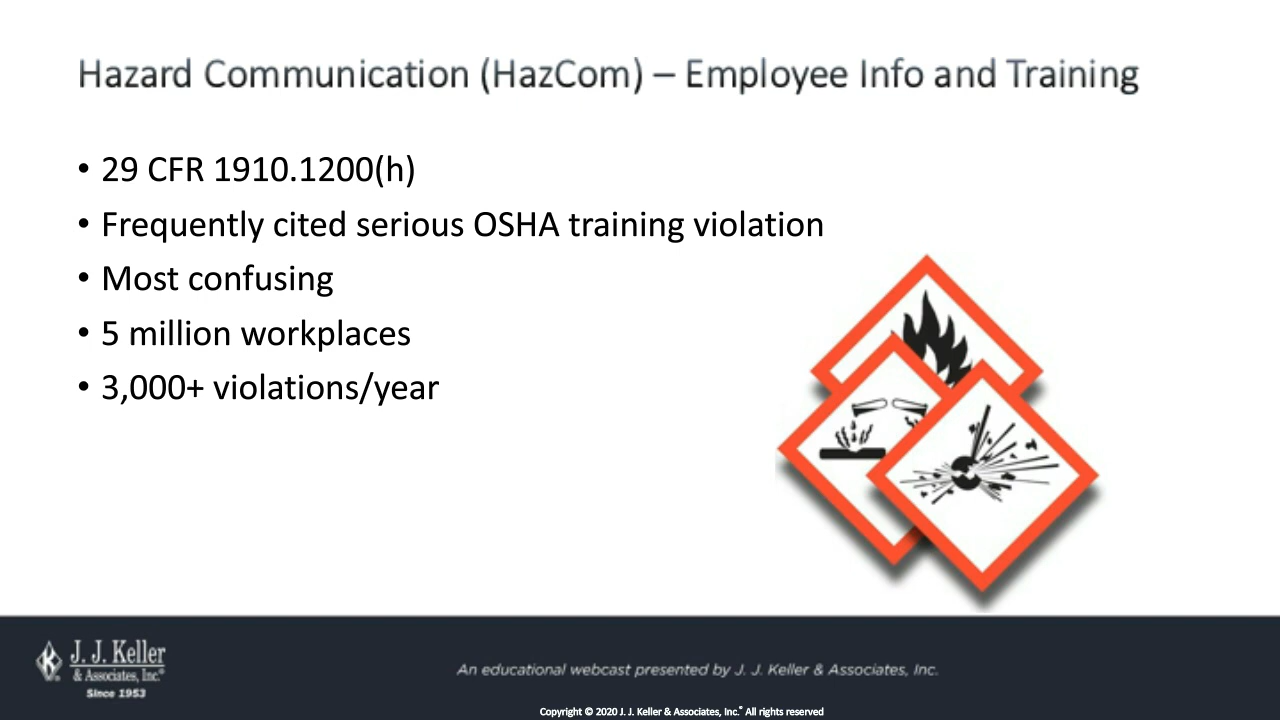 Hazard Communication (HazCom) – Employee Info and Training
• 29 CFR 1910.1200(h)
• Frequently cited serious OSHA training violation
• Most confusing
• 5 million workplaces
• 3,000+ violations/year
J. J. Keller
& Associates, Inc.®
Since 1953
An educational webcast presented by J. J. Keller & Associates, Inc.
Copyright © 2020 J. J. Keller & Associates, Inc.® All rights reserved